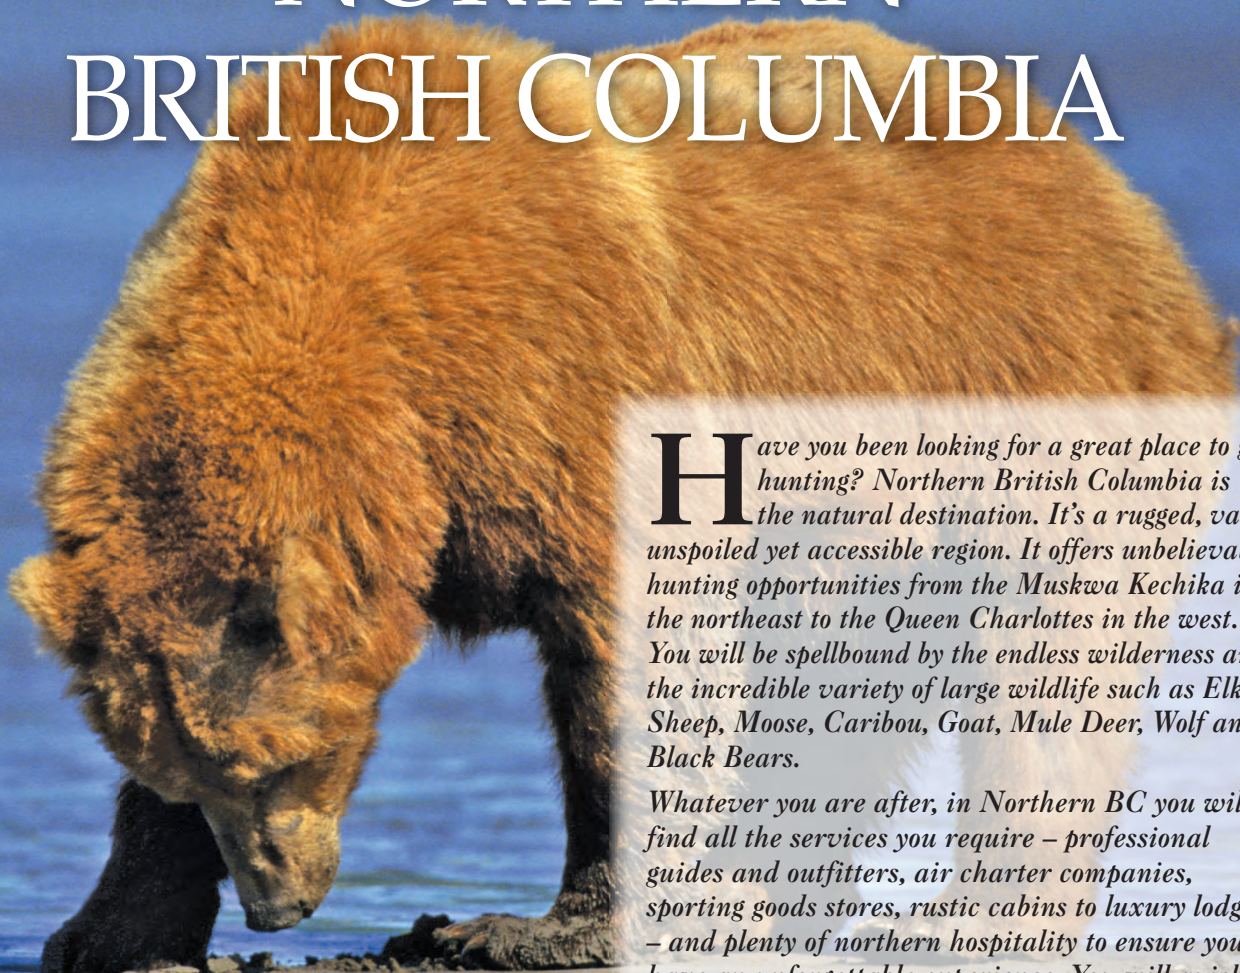 NORTHERN
BRITISH COLUMBIA
Have you been looking for a great place to
hunting? Northern British Columbia is
the natural destination. It's a rugged,
unspoiled yet accessible region. It offers
hunting opportunities from the Muskwa Kechika
the northeast to the Queen Charlottes in the west.
You will be spellbound by the endless wilderness
the incredible variety of large wildlife such as Elk
Sheep, Moose, Caribou, Goat, Mule Deer, Wolf
Black Bears.
Whatever you are after, in Northern BC you
find all the services you require – professional
guides and outfitters, air charter companies,
sporting goods stores, rustic cabins to luxury
– and plenty of northern hospitality to ensure